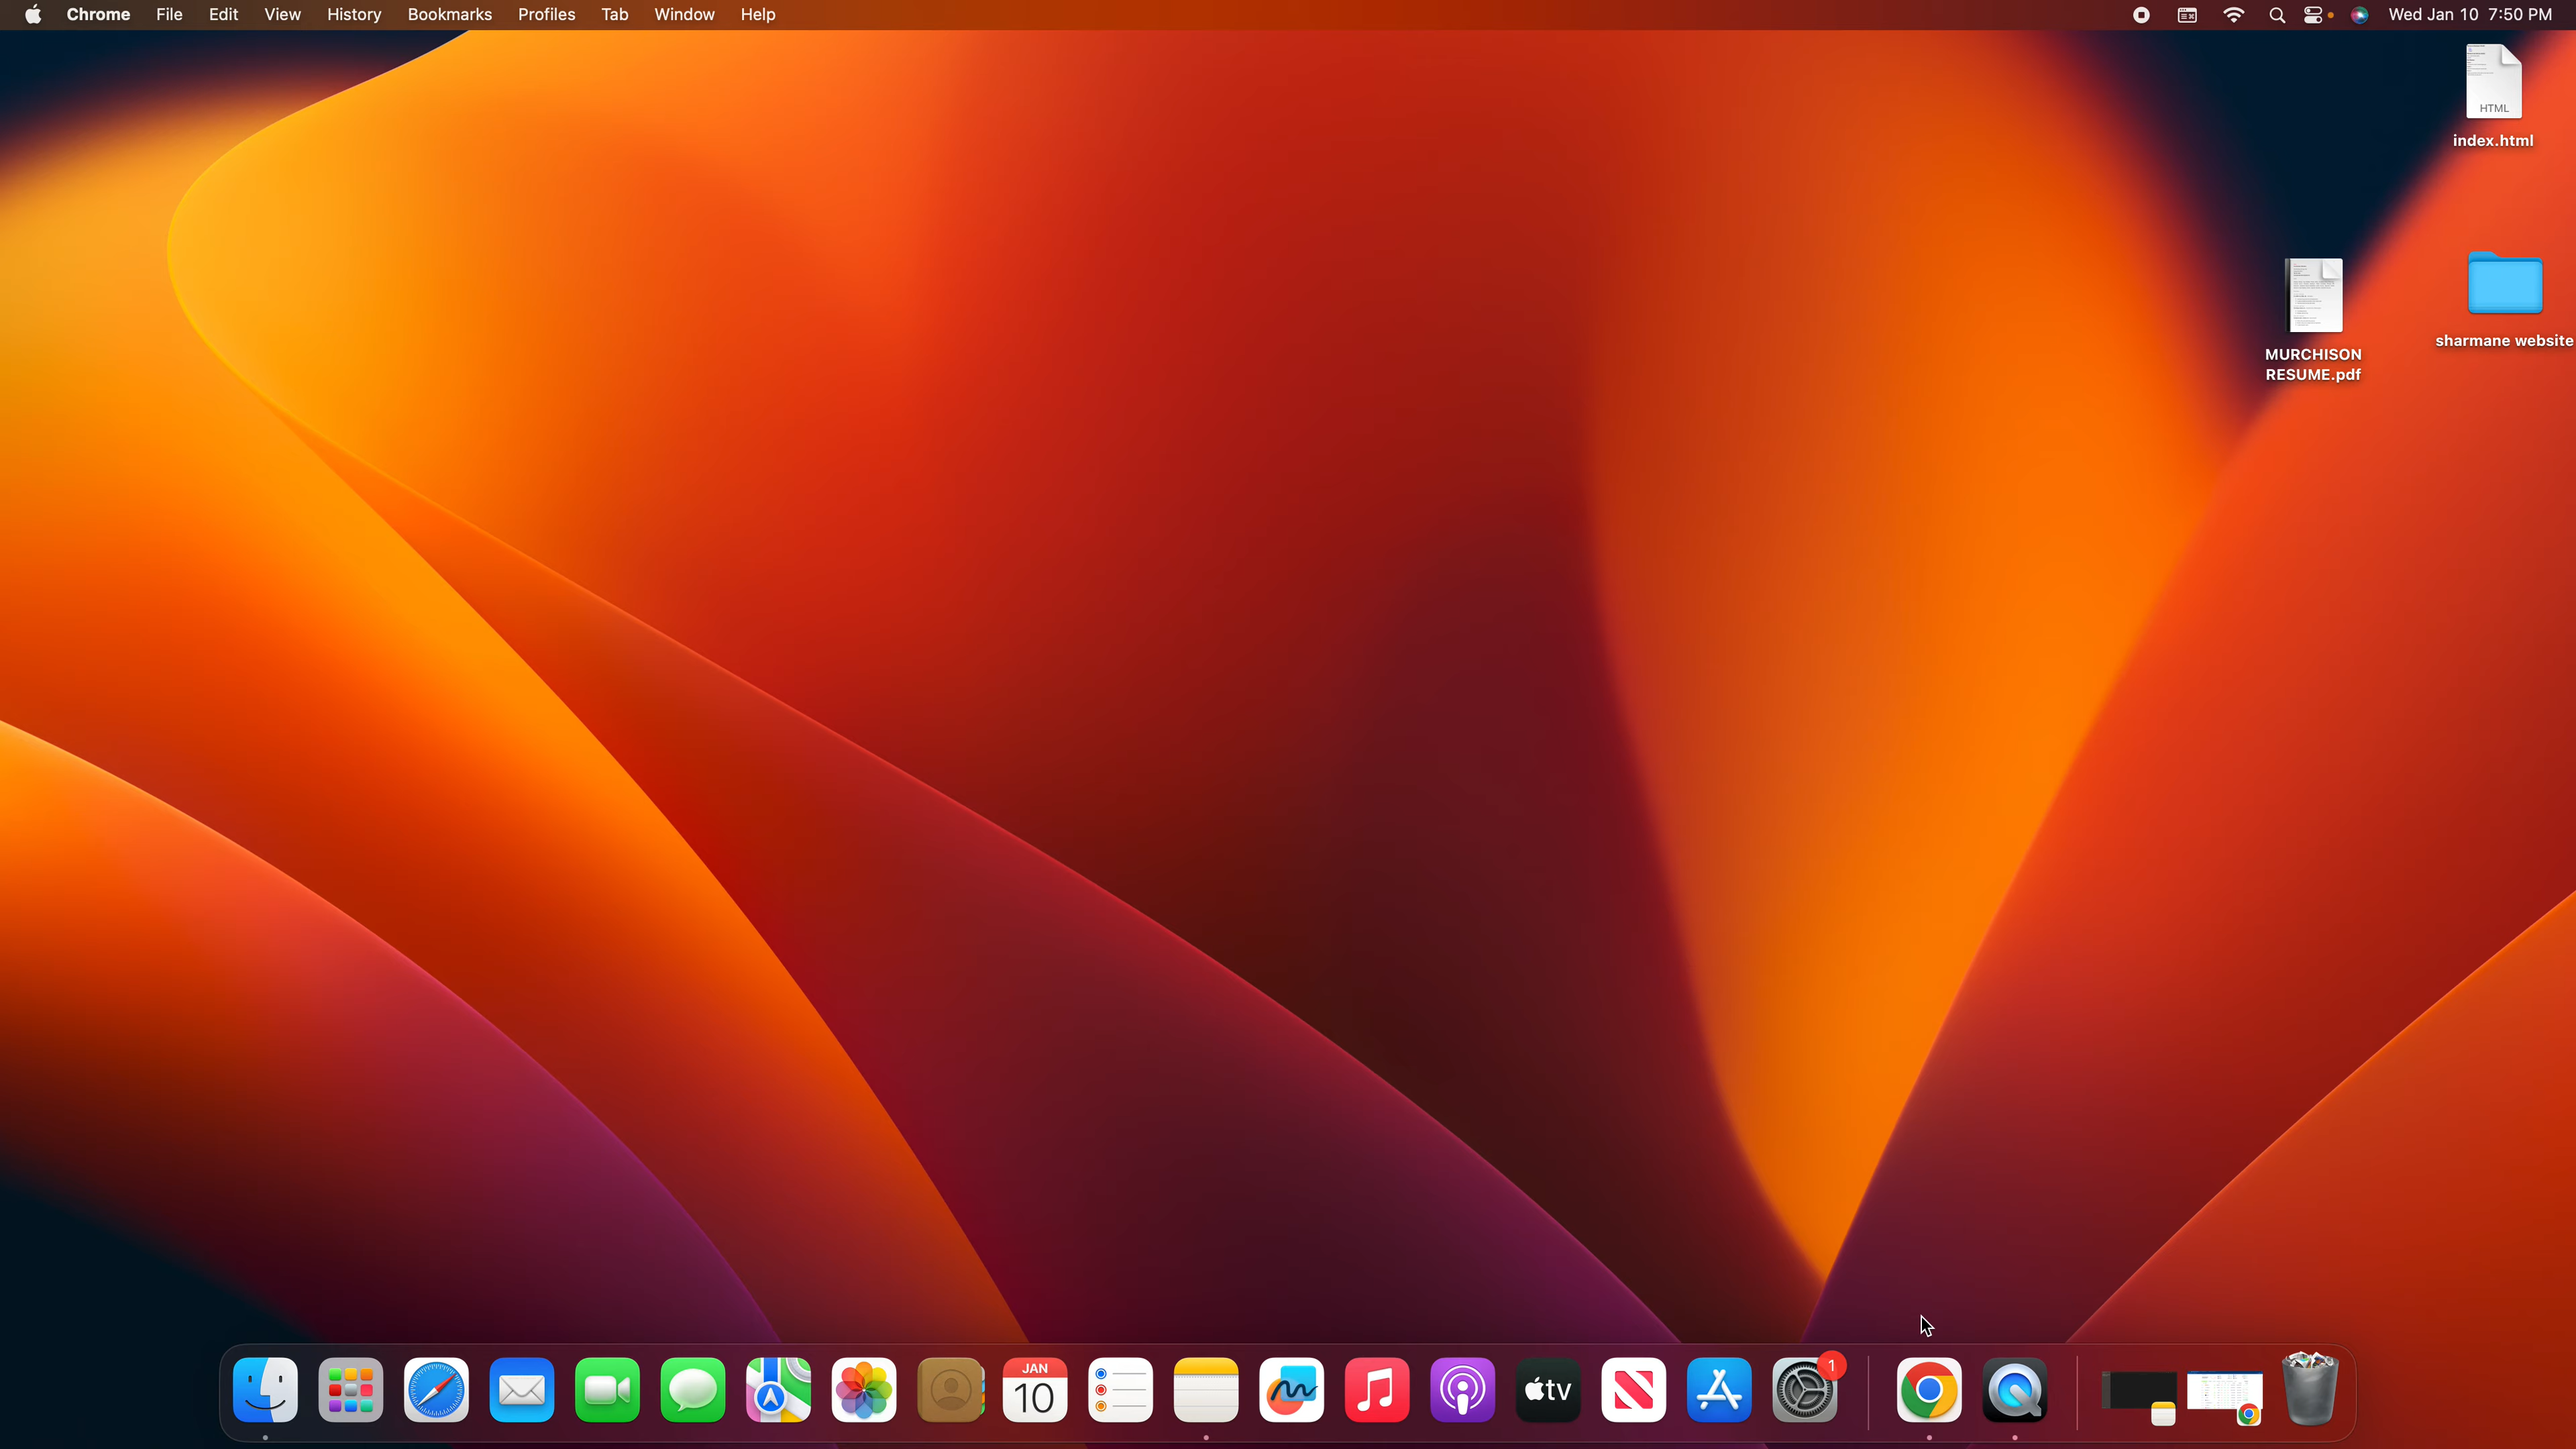 Chrome File Edit View History Bookmarks Profiles Tab Window Help Wed Jan 10 7:50 PM
HTML
index.html
sharmane website
MURCHISON
RESUME.pdf
JAN
10
tv
1